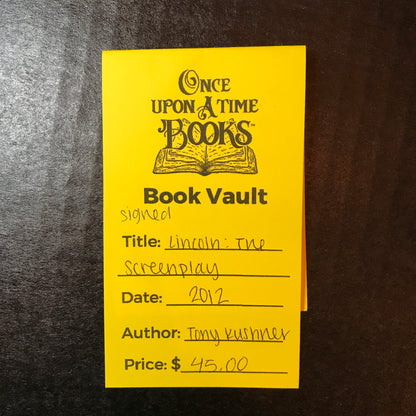 ONCE
UPON A TIME
BOOKS
Book Vault
signed
Title: Lincoln: The
Screenplay
Date: 2012
Author: Tony Kushner
Price: $ 45.00